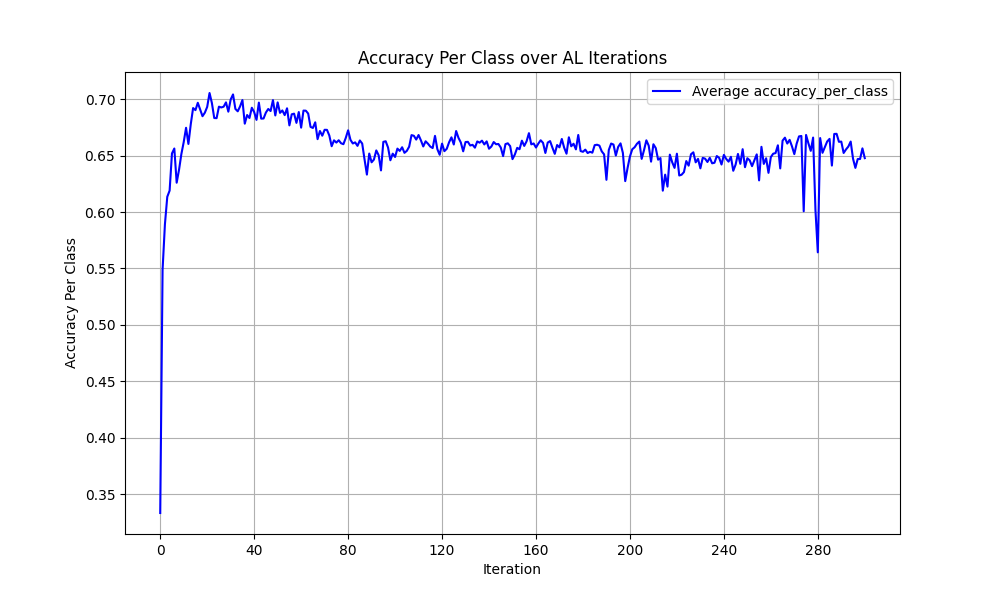 Accuracy Per Class over AL Iterations
Average accuracy_per_class
Accuracy Per Class
0.70
0.65
0.60
0.55
0.50
0.45
0.40
0.35
0 40 80 120 160 200 240 280
Iteration